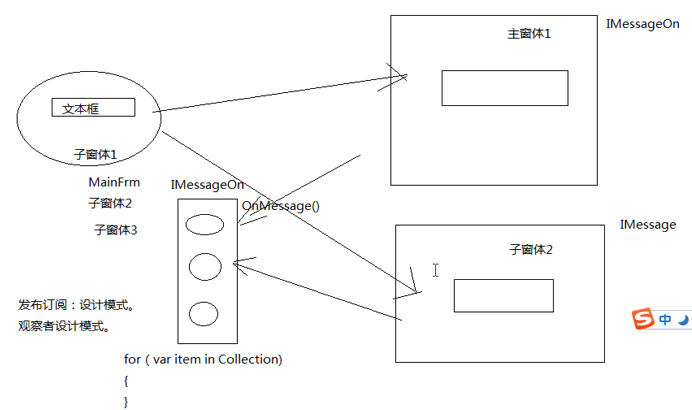 主窗体1
IMessageOn
文本框
子窗体1
MainFrm
子窗体2
子窗体3
IMessageOn
OnMessage()
IMessage
子窗体2
发布订阅：设计模式。
观察者设计模式。
for ( var item in Collection)
{
}
S 中